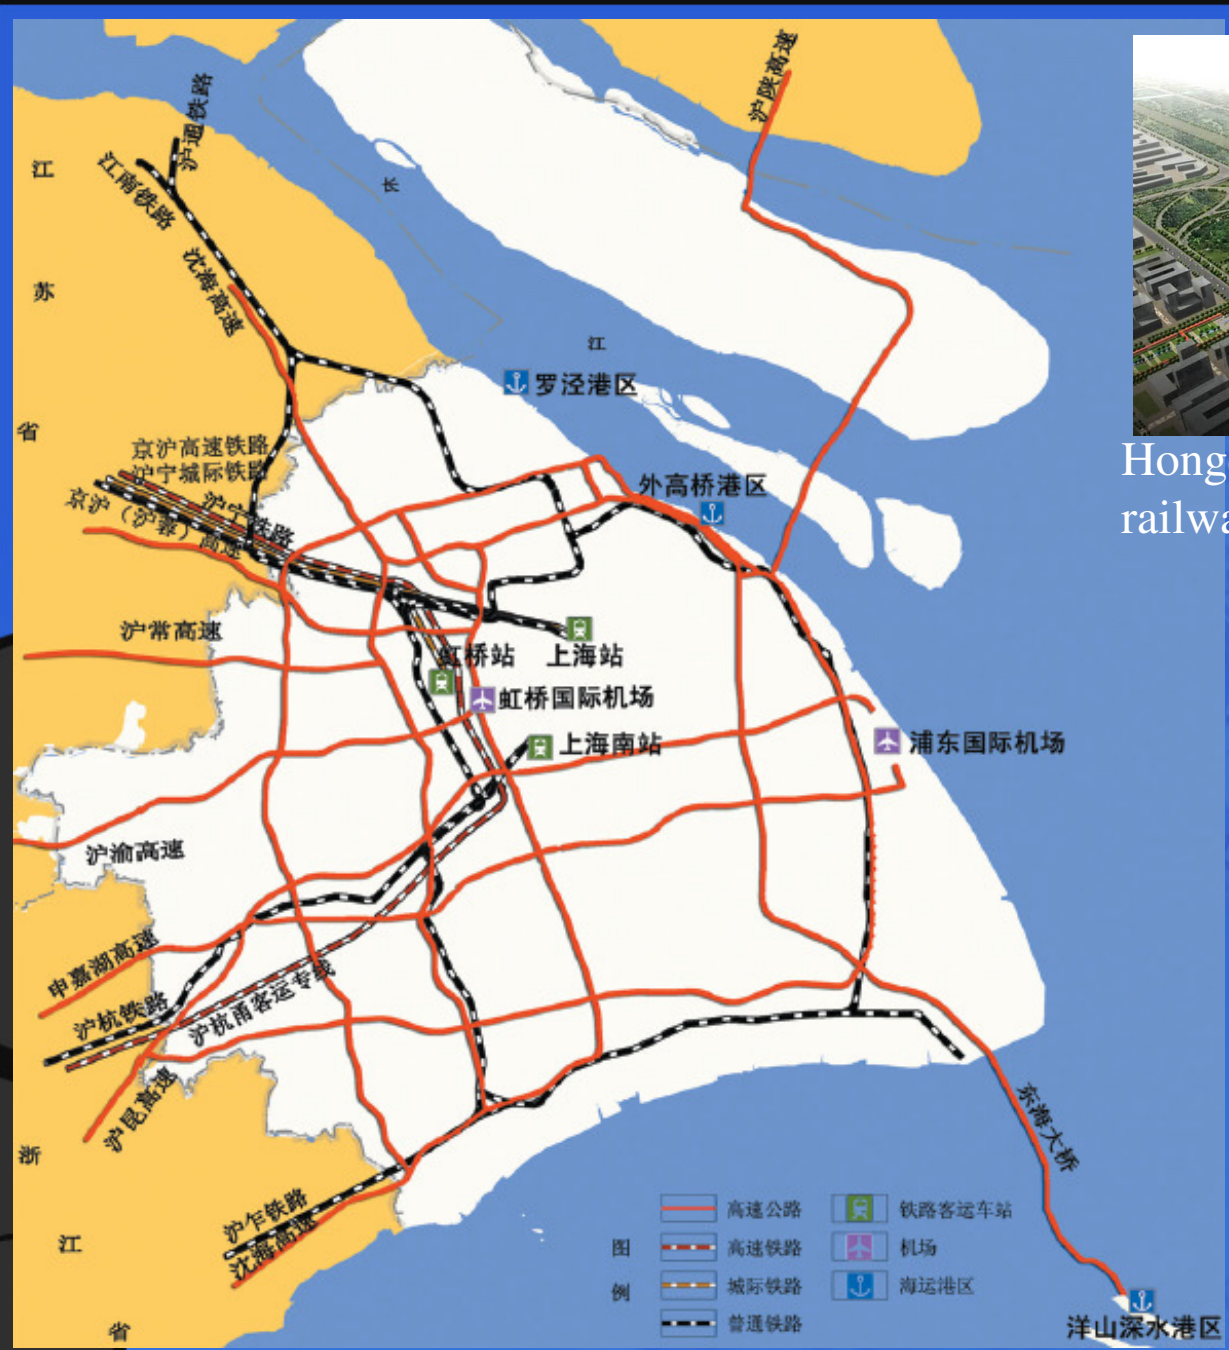 沪陕高速
沪通铁路
江南铁路
沈海高速
江
苏
省
长
江
罗泾港区
京沪高速铁路
沪宁城际铁路
沪宁铁路
京沪（沪蓉）高速
外高桥港区
沪常高速
虹桥站
上海站
虹桥国际机场
上海南站
浦东国际机场
沪渝高速
申嘉湖高速
沪杭铁路
沪杭甬客运专线
沪昆高速
东海大桥
浙
江
省
沪乍铁路
沈海高速
图
例
高速公路
高速铁路
城际铁路
普通铁路
铁路客运车站
机场
海运港区
洋山深水港区
Hong
railwa